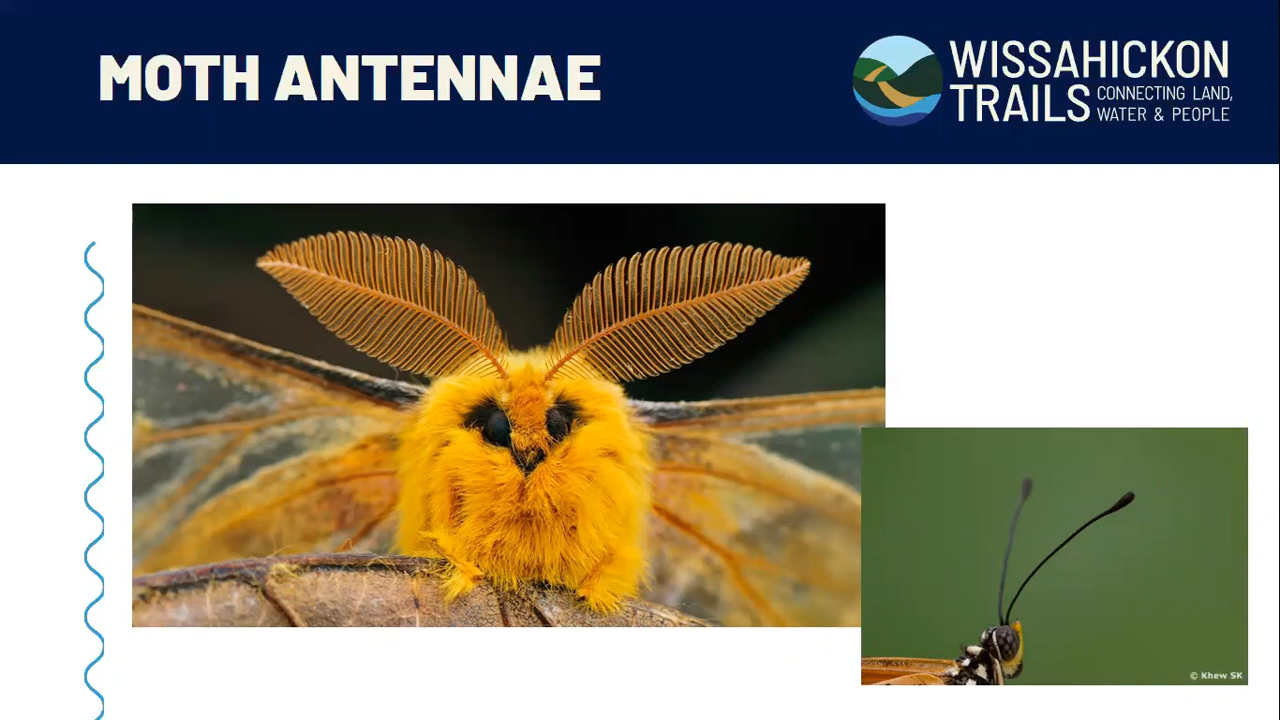 MOTH ANTENNAE
WISSAHICKON
TRAILS
CONNECTING LAND,
WATER & PEOPLE
© Khew SK